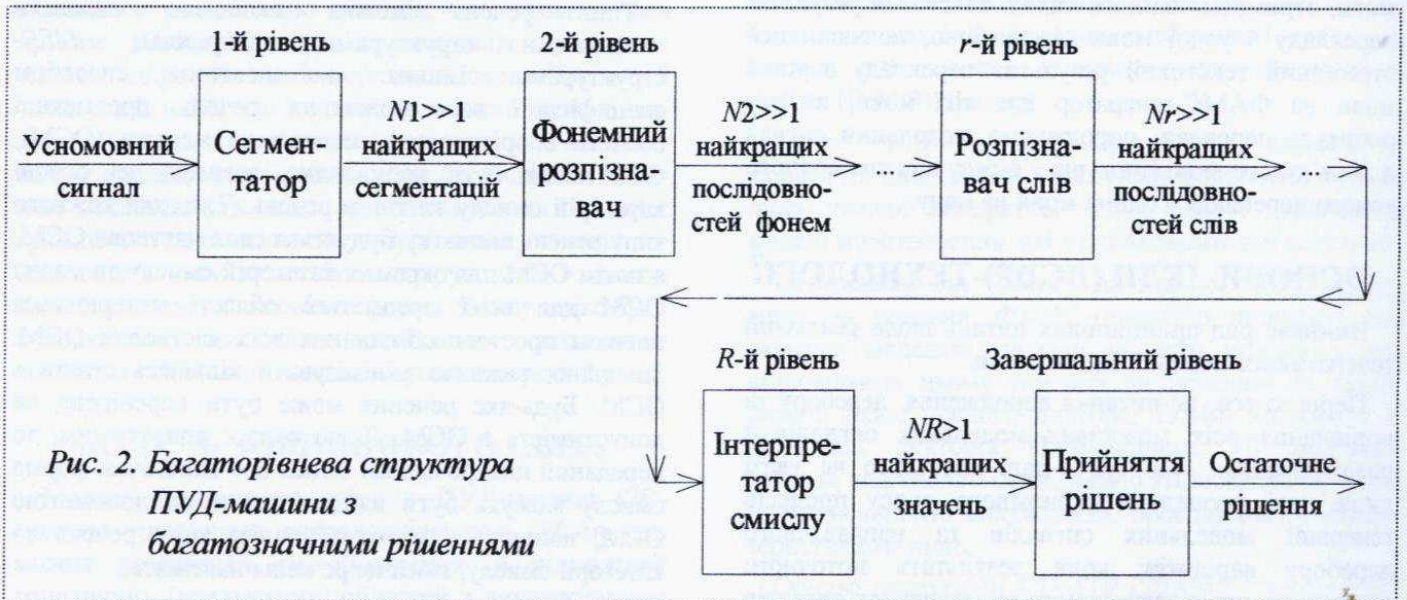 1-й рівень
2-й рівень
r-й рівень
Усномовний
сигнал
Сегмен-
татор
N1>>1
найкращих
сегментацій
Фонемний
розпізна-
вач
N2>>1
найкращих
послідовно-
стей фонем
....
Розпізна-
вач слів
Nr>>1
найкращих
послідовно-
стей слів
....
R-й рівень
Завершальний рівень
Інтерпре-
татор
смислу
NR>1
найкращих
значень
Прийняття
рішень
Остаточне
рішення
Рис. 2. Багаторівнева структура
ПУД-машини з
багатозначними рішеннями